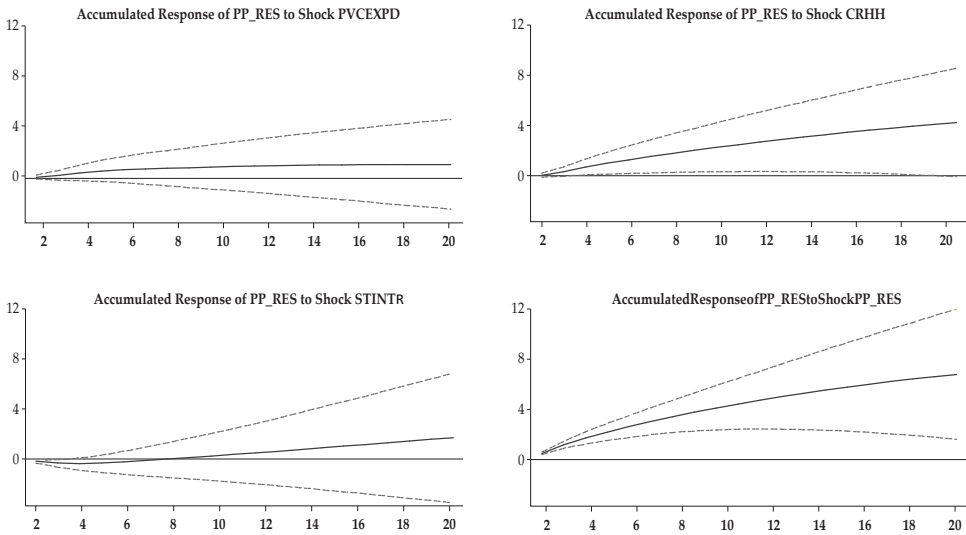 Accumulated Response of PP_RES to Shock PVCEXPD
12
8
4
0
2 4 6 8 10 12 14 16 18 20
Accumulated Response of PP_RES to Shock CRHH
12
8
4
0
2 4 6 8 10 12 14 16 18 20
Accumulated Response of PP_RES to Shock STINTR
12
8
4
0
2 4 6 8 10 12 14 16 18 20
AccumulatedResponseofPP_REStoShockPP_RES
12
8
4
0
2 4 6 8 10 12 14 16 18 20